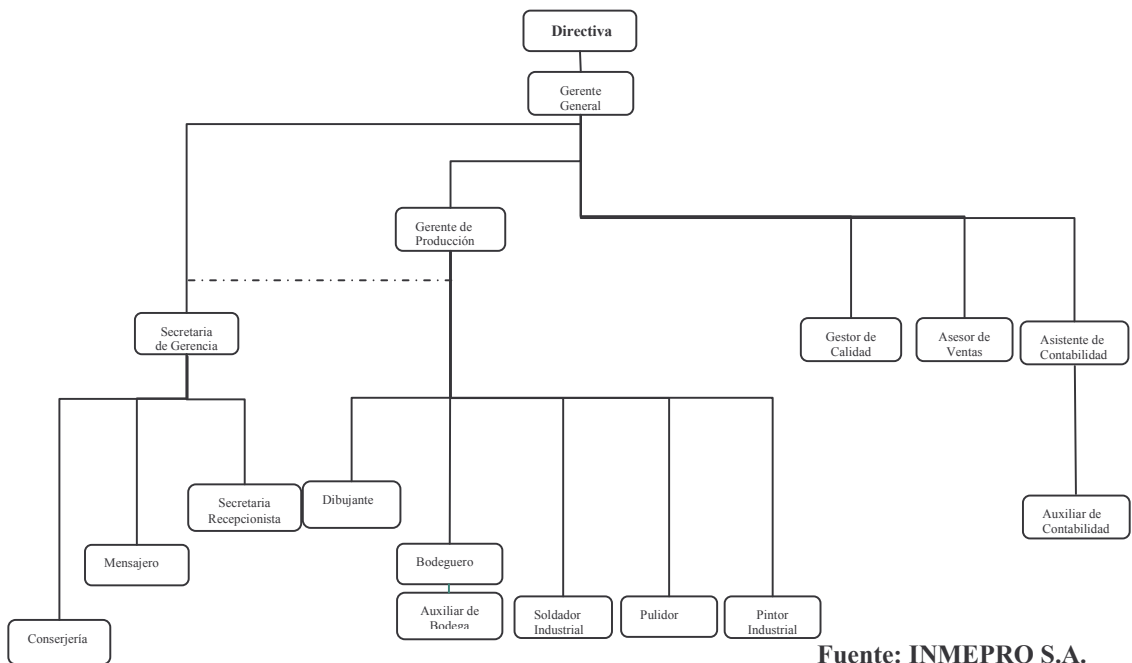 Directiva
Gerente
General
Gerente de
Producción
Secretaria
de Gerencia
Gestor de
Calidad
Asesor de
Ventas
Asistente de
Contabilidad
Secretaria
Recepcionista
Dibujante
Auxiliar de
Contabilidad
Mensajero
Bodeguero
Auxiliar de
Bodega
Soldador
Industrial
Pulidor
Pintor
Industrial
Conserjería
Fuente: INMEPRO S.A.